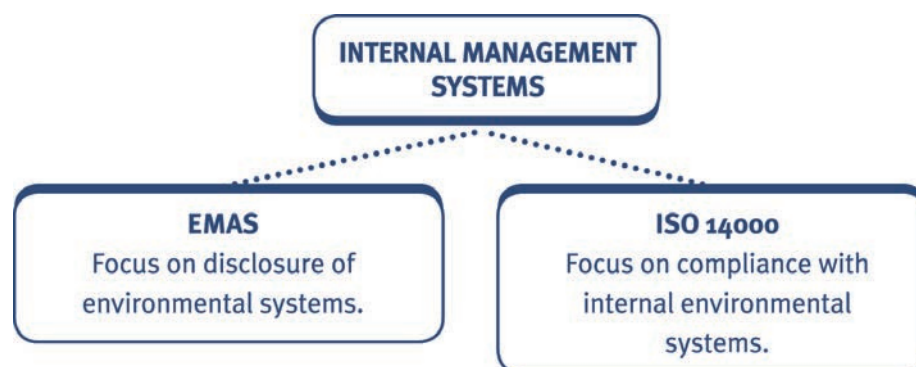 INTERNAL MANAGEMENT
SYSTEMS
EMAS
Focus on disclosure of
environmental systems.
ISO 14000
Focus on compliance with
internal environmental
systems.